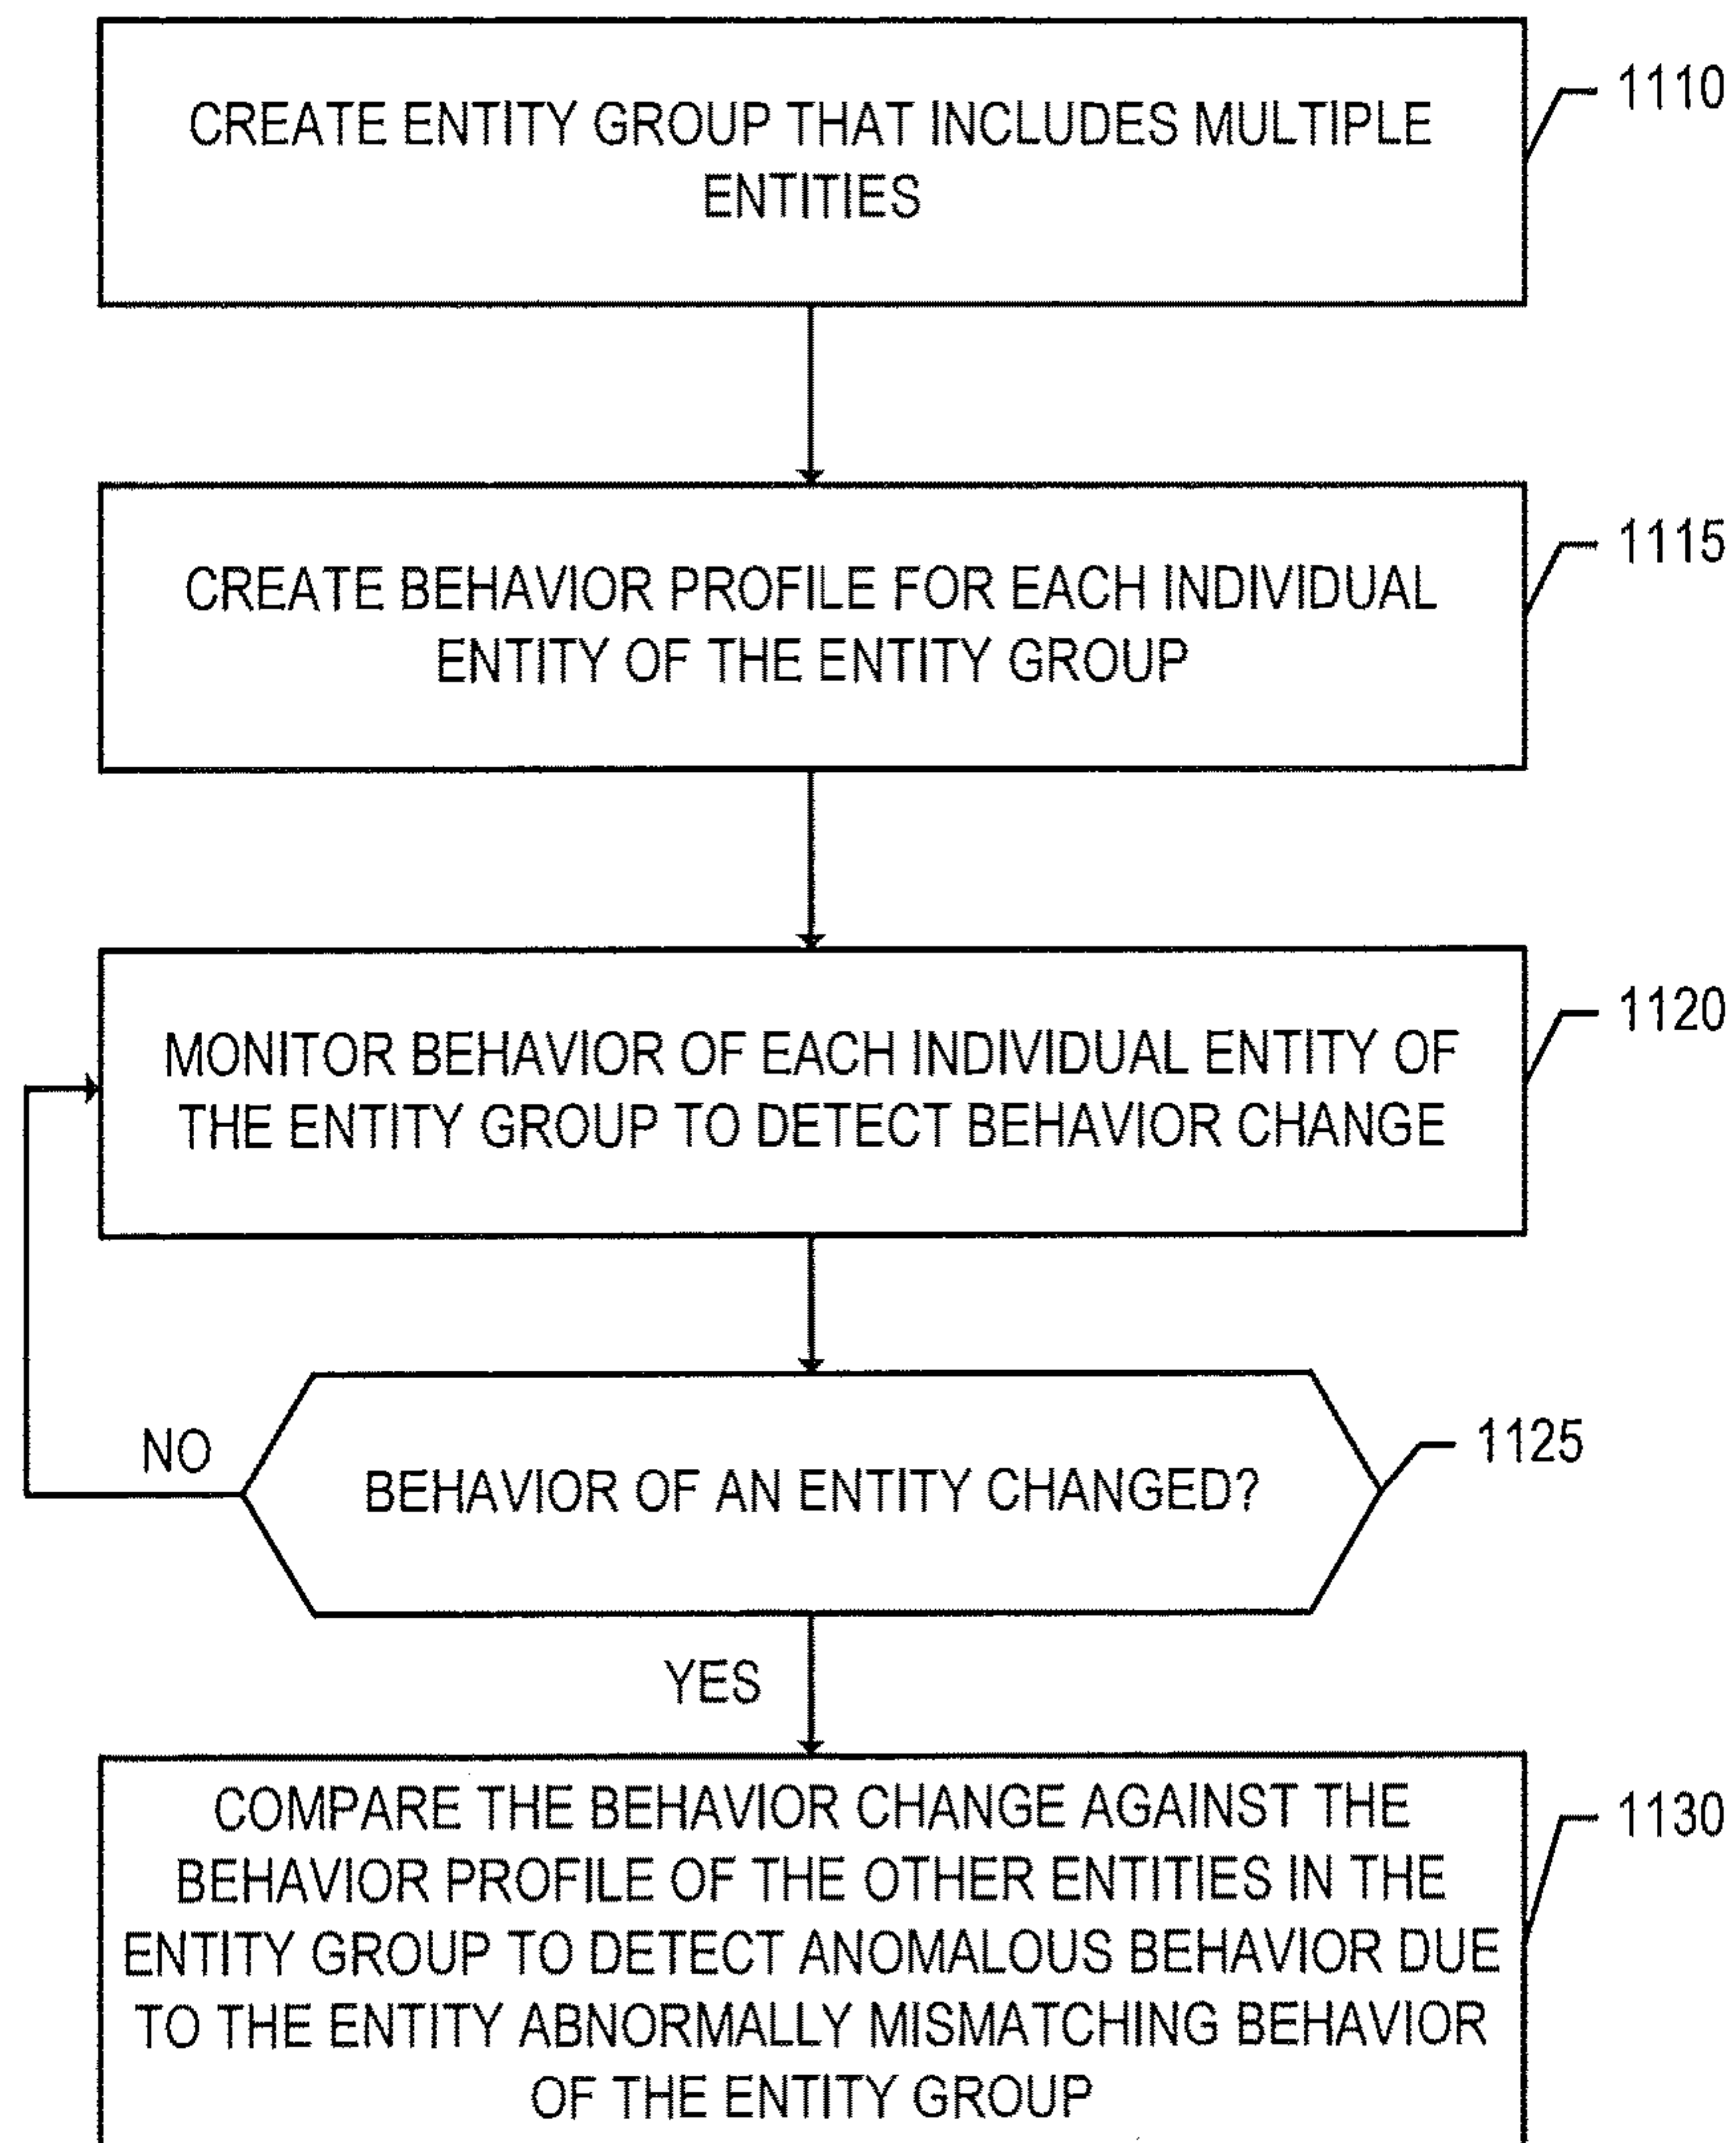 CREATE ENTITY GROUP THAT INCLUDES MULTIPLE
ENTITIES
1110
CREATE BEHAVIOR PROFILE FOR EACH INDIVIDUAL
ENTITY OF THE ENTITY GROUP
1115
MONITOR BEHAVIOR OF EACH INDIVIDUAL ENTITY OF
THE ENTITY GROUP TO DETECT BEHAVIOR CHANGE
1120
NO
BEHAVIOR OF AN ENTITY CHANGED?
1125
YES
COMPARE THE BEHAVIOR CHANGE AGAINST THE
BEHAVIOR PROFILE OF THE OTHER ENTITIES IN THE
ENTITY GROUP TO DETECT ANOMALOUS BEHAVIOR DUE
TO THE ENTITY ABNORMALLY MISMATCHING BEHAVIOR
OF THE ENTITY GROUP
1130